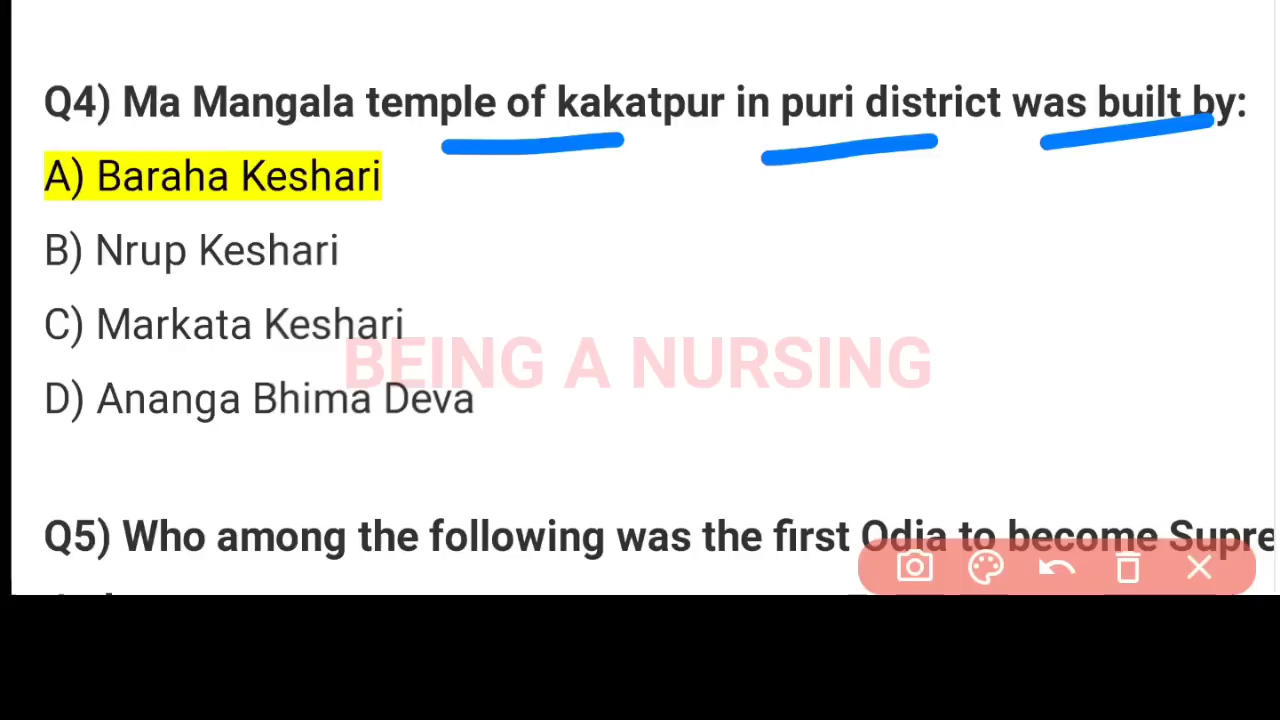 Q4) Ma Mangala temple of kakatpur in puri district was built by:
A) Baraha Keshari
B) Nrup Keshari
C) Markata Keshari
BEING A NURSING
D) Ananga Bhima Deva
Q5) Who among the following was the first Odia to become Supre